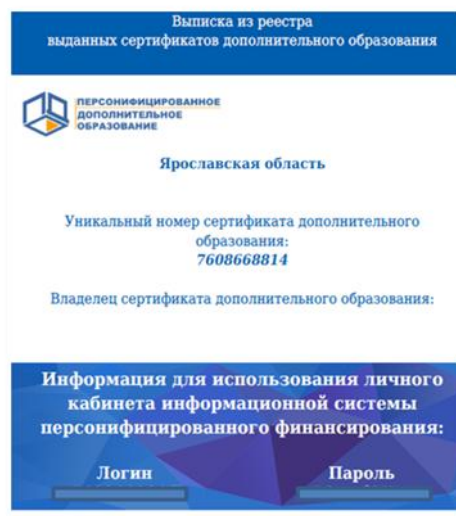 Выписка из реестра
выданных сертификатов дополнительного образования
ПЕРСОНИФИЦИРОВАННОЕ
ДОПОЛНИТЕЛЬНОЕ
ОБРАЗОВАНИЕ
Ярославская область
Уникальный номер сертификата дополнительного
образования:
7608668814
Владелец сертификата дополнительного образования:
Информация для использования личного
кабинета информационной системы
персонифицированного финансирования:
Логин Пароль